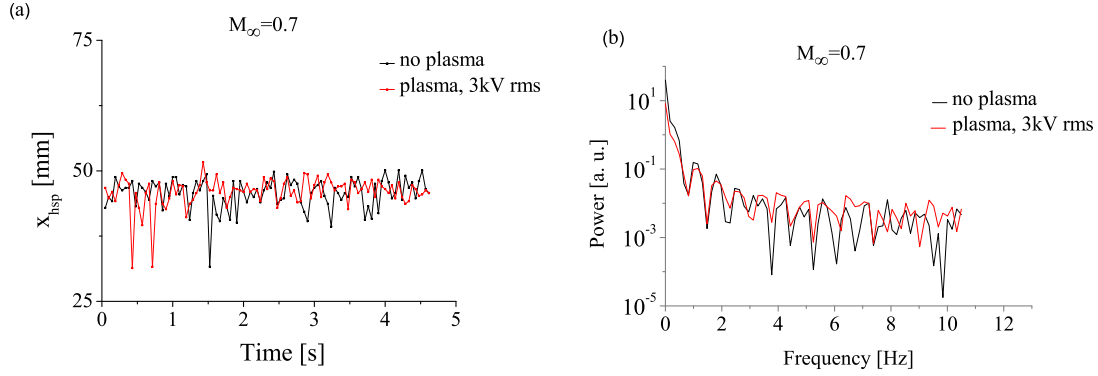 (a)
M∞=0.7
75
50
25
x_hsp [mm]
no plasma
plasma, 3kV rms
0 1 2 3 4 5
Time [s]
(b)
M∞=0.7
10^1
10^-1
10^-3
10^-5
Power [a. u.]
no plasma
plasma, 3kV rms
0 2 4 6 8 10 12
Frequency [Hz]